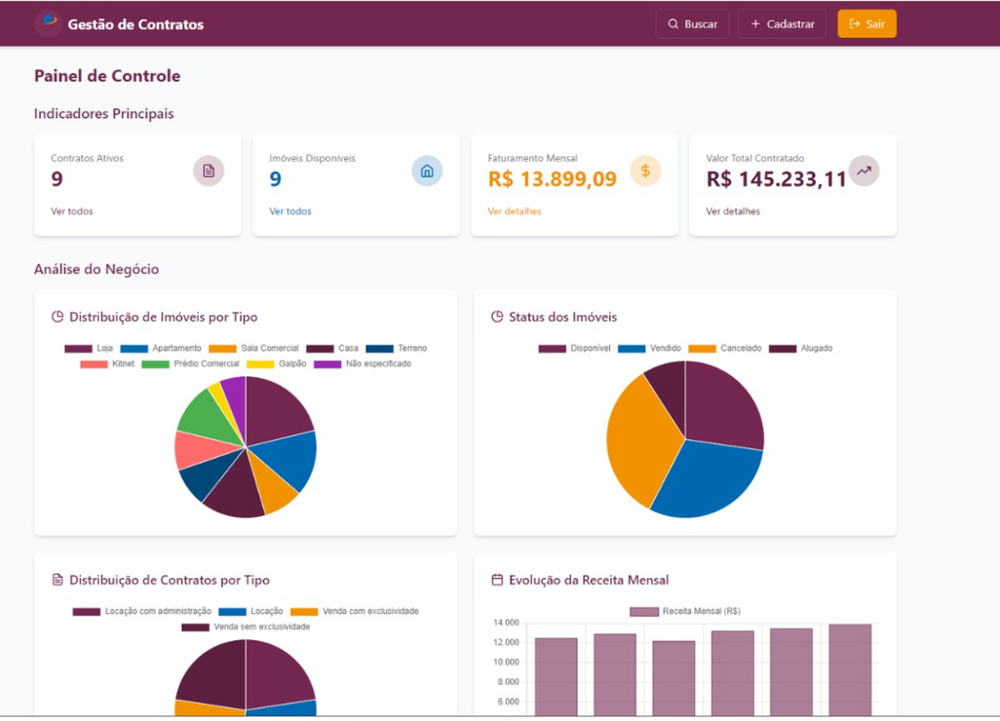 Gestão de Contratos
Buscar
+ Cadastrar
Sair
Painel de Controle
Indicadores Principais
Contratos Ativos
9
Ver todos
Imóveis Disponíveis
9
Ver todos
Faturamento Mensal
R$ 13.899,09
$
Ver detalhes
Valor Total Contratado
R$ 145.233,11
Ver detalhes
Análise do Negócio
Distribuição de Imóveis por Tipo
Loja Apartamento Sala Comercial Casa Terreno
Kitnet Prédio Comercial Galpão Não especificado
Status dos Imóveis
Disponível Vendido Cancelado Alugado
Distribuição de Contratos por Tipo
Locação com administração Locação Venda com exclusividade
Venda sem exclusividade
Evolução da Receita Mensal
Receita Mensal (R$)
14.000
12.000
10.000
8.000
6.000